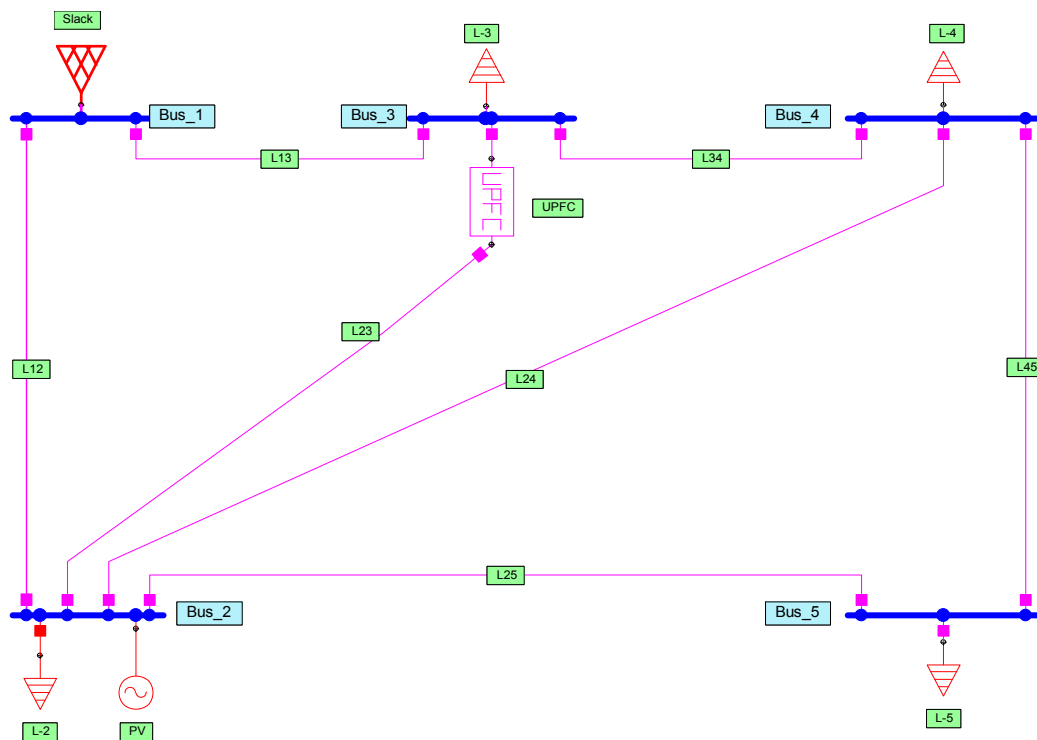 Slack
L-3
L-4
Bus_1
Bus_3
Bus_4
L13
L34
UPFC
UPFC
L23
L12
L24
L45
L25
Bus_2
Bus_5
L-2
PV
L-5